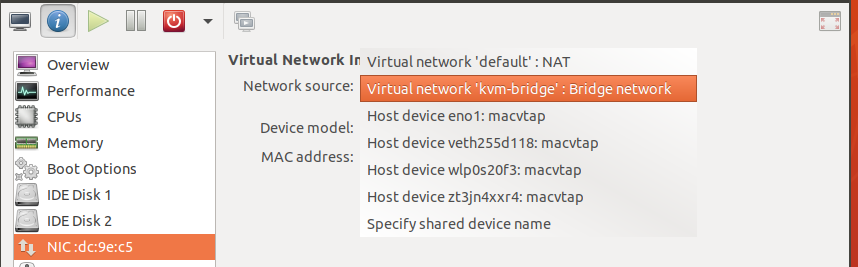 Overview
Performance
CPUs
Memory
Boot Options
IDE Disk 1
IDE Disk 2
NIC :dc:9e:c5
Virtual Network In
Network source:
Device model:
MAC address:
Virtual network 'default' : NAT
Virtual network 'kvm-bridge' : Bridge network
Host device eno1: macvtap
Host device veth255d118: macvtap
Host device wlp0s20f3: macvtap
Host device zt3jn4xxr4: macvtap
Specify shared device name